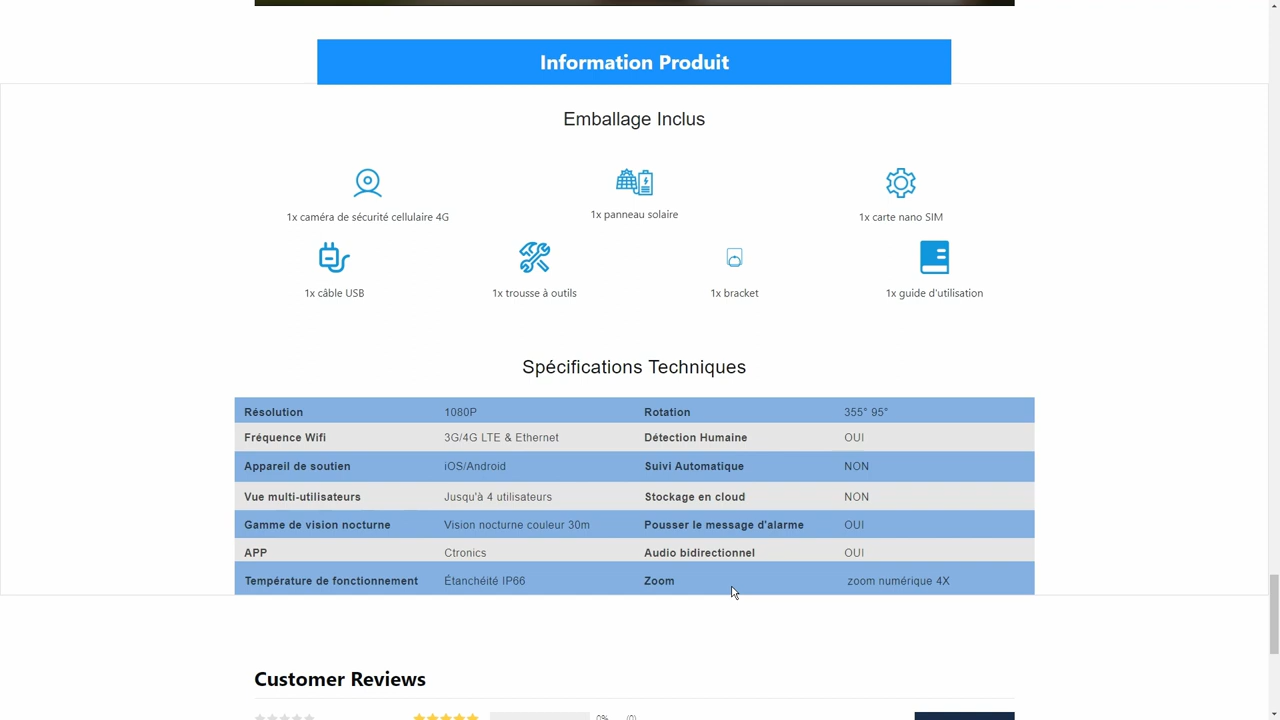 Information Produit
Emballage Inclus
1x caméra de sécurité cellulaire 4G
1x panneau solaire
1x carte nano SIM
1x câble USB
1x trousse à outils
1x bracket
1x guide d'utilisation
Spécifications Techniques
Résolution 1080P Rotation 355° 95°
Fréquence Wifi 3G/4G LTE & Ethernet Détection Humaine OUI
Appareil de soutien iOS/Android Suivi Automatique NON
Vue multi-utilisateurs Jusqu'à 4 utilisateurs Stockage en cloud NON
Gamme de vision nocturne Vision nocturne couleur 30m Pousser le message d'alarme OUI
APP Ctronics Audio bidirectionnel OUI
Température de fonctionnement Étanchéité IP66 Zoom zoom numérique 4X
Customer Reviews
0% (0)